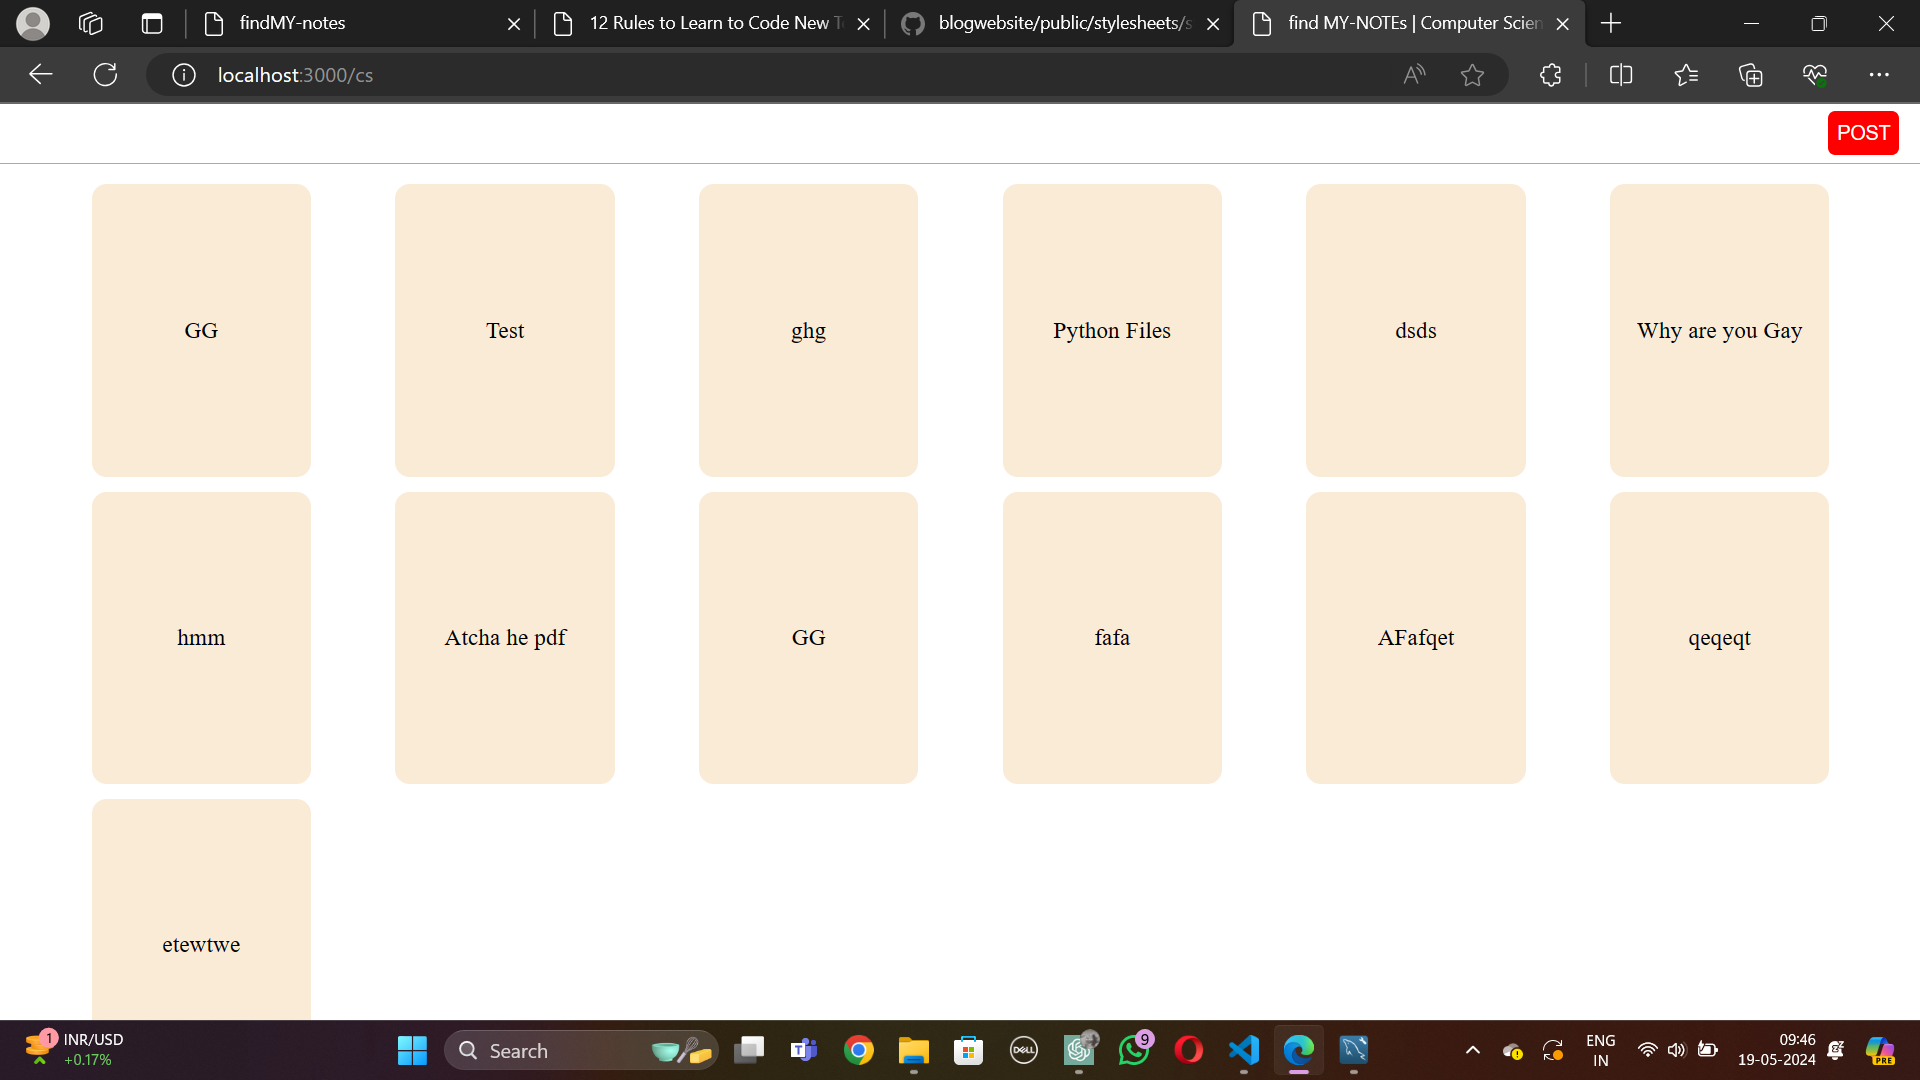 findMY-notes
12 Rules to Learn to Code New T
blogwebsite/public/stylesheets/s
find MY-NOTEs | Computer Scien
localhost:3000/cs
POST
GG
Test
ghg
Python Files
dsds
Why are you Gay
hmm
Atcha he pdf
GG
fafa
AFafqet
qeqeqt
etewtwe
1
INR/USD
+0.17%
Search
DELL
9
ENG
IN
09:46
19-05-2024
PRE